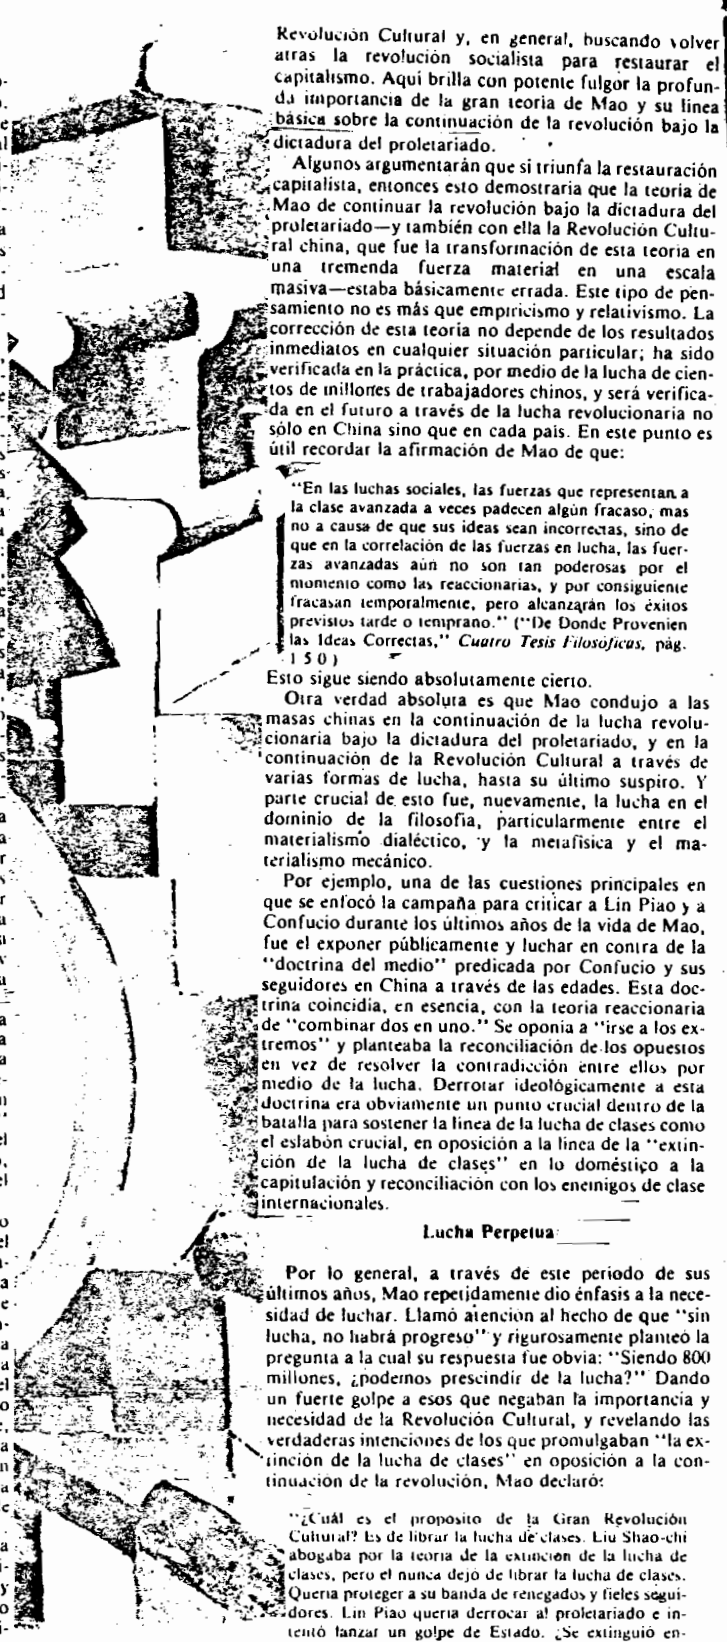 Revolución Cultural y, en general, buscando volver
atras la revolución socialista para restaurar el
capitalismo. Aquí brilla con potente fulgor la profun-
da importancia de la gran teoría de Mao y su línea
básica sobre la continuación de la revolución bajo la
dictadura del proletariado.
Algunos argumentarán que si triunfa la restauración
capitalista, entonces esto demostraria que la teoría de
Mao de continuar la revolución bajo la dictadura del
proletariado—y también con ella la Revolución Cultu-
ral china, que fue la transformación de esta teoría en
una tremenda fuerza material en una escala
masiva—estaba básicamente errada. Este tipo de pen-
samiento no es más que empiricismo y relativismo. La
corrección de esta teoría no depende de los resultados
inmediatos en cualquier situación particular; ha sido
verificada en la práctica, por medio de la lucha de cien-
tos de millones de trabajadores chinos, y será verifica-
da en el futuro a través de la lucha revolucionaria no
sólo en China sino que en cada país. En este punto es
útil recordar la afirmación de Mao de que:
"En las luchas sociales, las fuerzas que representan a
la clase avanzada a veces padecen algún fracaso, mas
no a causa de que sus ideas sean incorrectas, sino de
que en la correlación de las fuerzas en lucha, las fuer-
zas avanzadas aún no son tan poderosas por el
momento como las reaccionarias, y por consiguiente
fracasan temporalmente, pero alcanzarán los éxitos
previstos tarde o temprano." ("De Donde Provenien
las Ideas Correctas," Cuatro Tesis Filosóficas, pág.
150)
Esto sigue siendo absolutamente cierto.
Otra verdad absoluta es que Mao condujo a las
masas chinas en la continuación de la lucha revolu-
cionaria bajo la dictadura del proletariado, y en la
continuación de la Revolución Cultural a través de
varias formas de lucha, hasta su último suspiro. Y
parte crucial de esto fue, nuevamente, la lucha en el
dominio de la filosofía, particularmente entre el
materialismo dialéctico, y la metafísica y el ma-
terialismo mecánico.
Por ejemplo, una de las cuestiones principales en
que se enfocó la campaña para criticar a Lin Piao y a
Confucio durante los últimos años de la vida de Mao,
fue el exponer públicamente y luchar en contra de la
"doctrina del medio" predicada por Confucio y sus
seguidores en China a través de las edades. Esta doc-
trina coincidía, en esencia, con la teoría reaccionaria
de "combinar dos en uno." Se oponía a "irse a los ex-
tremos" y planteaba la reconciliación de los opuestos
en vez de resolver la contradicción entre ellos por
medio de la lucha. Derrotar ideológicamente a esta
doctrina era obviamente un punto crucial dentro de la
batalla para sostener la línea de la lucha de clases como
el eslabón crucial, en oposición a la línea de la "extin-
ción de la lucha de clases" en lo doméstico a la
capitulación y reconciliación con los enemigos de clase
internacionales.
Lucha Perpetua
Por lo general, a través de este período de sus
últimos años, Mao repetidamente dio énfasis a la nece-
sidad de luchar. Llamó atención al hecho de que "sin
lucha, no habrá progreso" y rigurosamente planteó la
pregunta a la cual su respuesta fue obvia: "Siendo 800
millones, ¿podemos prescindir de la lucha?" Dando
un fuerte golpe a esos que negaban la importancia y
necesidad de la Revolución Cultural, y revelando las
verdaderas intenciones de los que promulgaban "la ex-
tinción de la lucha de clases" en oposición a la con-
tinuación de la revolución, Mao declaró:
"¿Cuál es el proposito de la Gran Revolución
Cultural? Es de librar la lucha de clases. Liu Shao-chi
abogaba por la teoría de la extinción de la lucha de
clases, pero el nunca dejó de librar la lucha de clases.
Quería proteger a su banda de renegados y fieles segui-
dores. Lin Piao quería derrocar al proletariado e in-
tentó lanzar un golpe de Estado. ¿Se extinguió en-